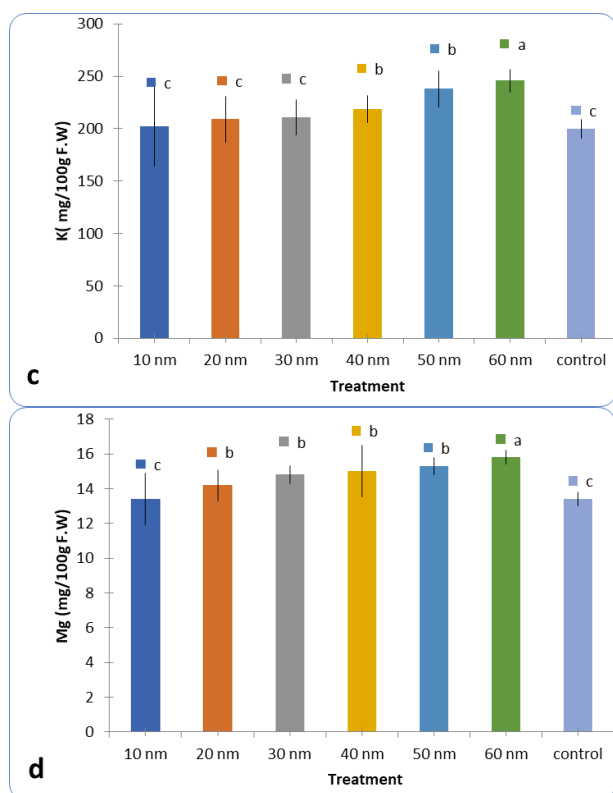 300
250
200
150
100
50
0
K( mg/100g F.W)
c
c
c
b
b
a
c
10 nm
20 nm
30 nm
40 nm
50 nm
60 nm
control
Treatment
c
18
16
14
12
10
8
6
4
2
0
Mg (mg/100g F.W)
c
b
b
b
b
a
c
10 nm
20 nm
30 nm
40 nm
50 nm
60 nm
control
Treatment
d